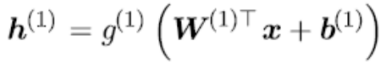 h⁽¹⁾ = g⁽¹⁾ (W⁽¹⁾⊤ x + b⁽¹⁾)